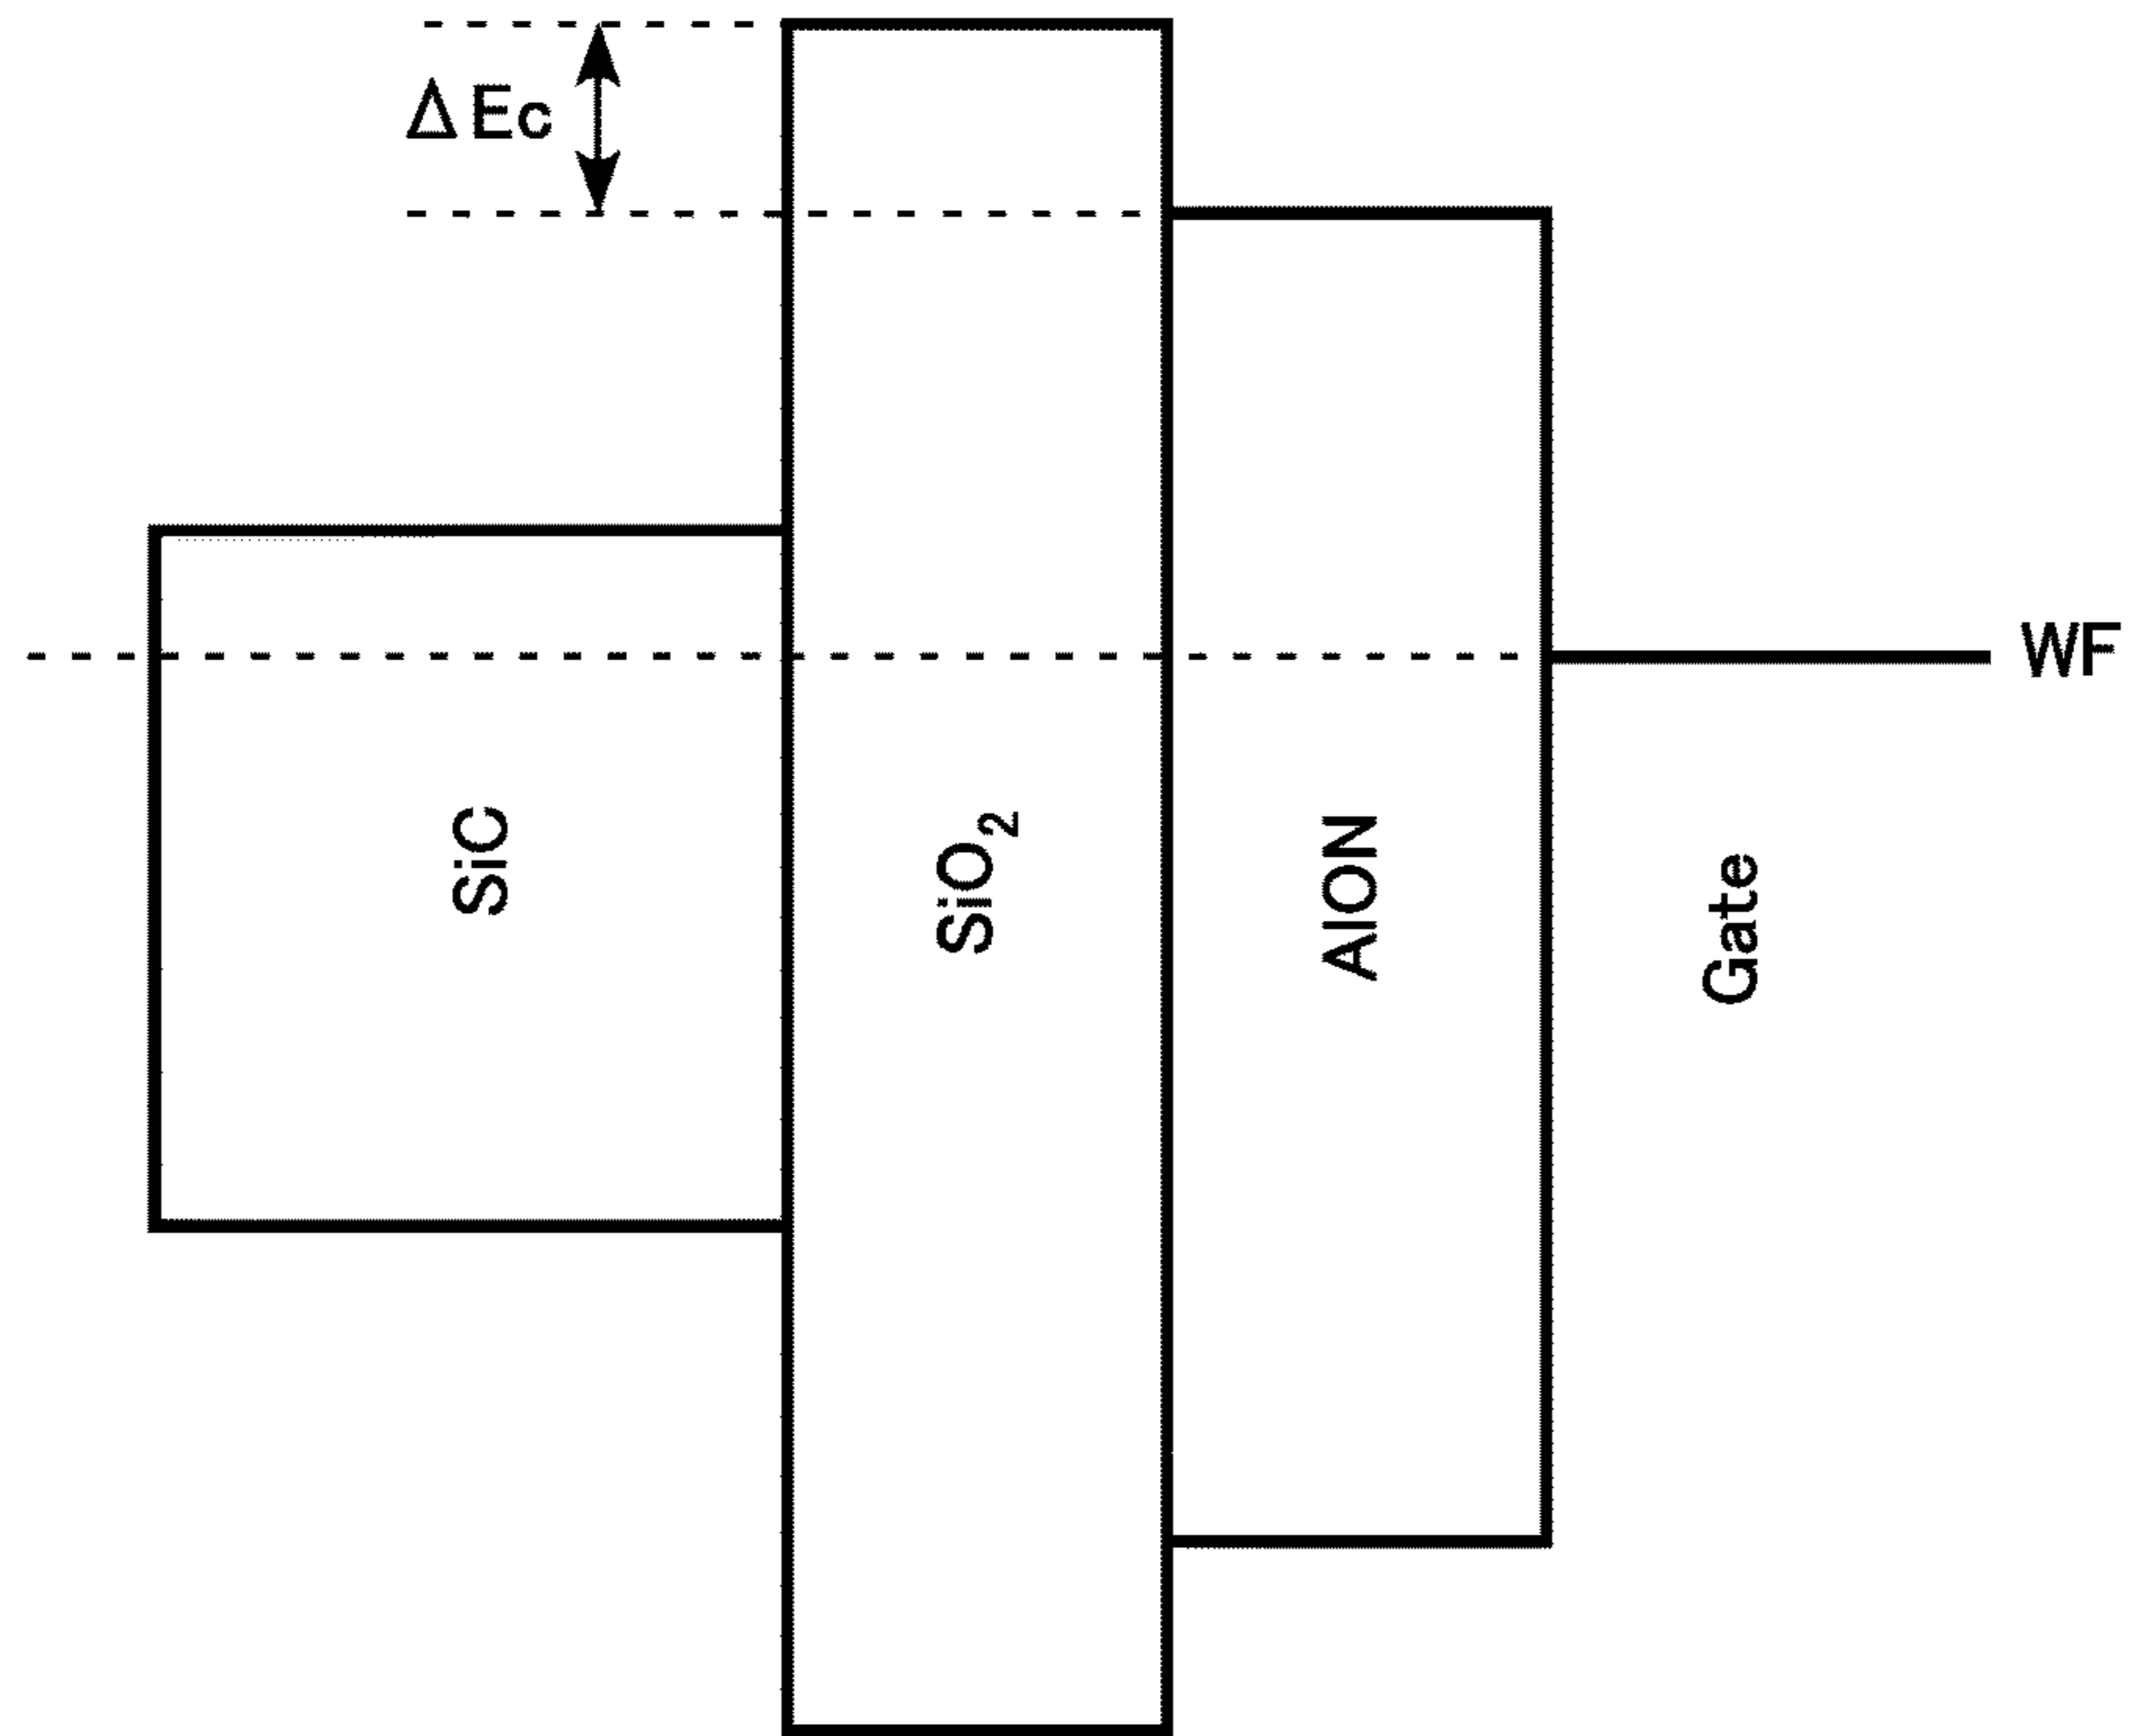 ΔEc
WF
SiC
SiO₂
AlON
Gate